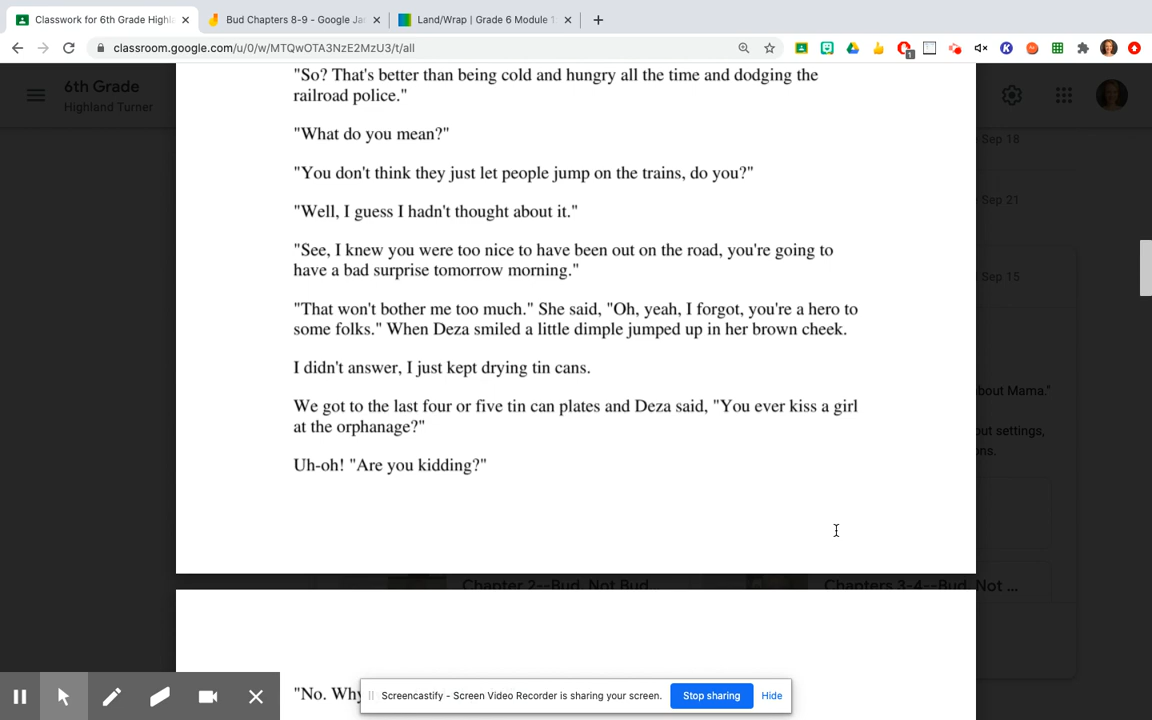 Classwork for 6th Grade Highl
Bud Chapters 8-9 - Google Ja
Land/Wrap | Grade 6 Module 1
classroom.google.com/u/0/w/MTQwOTA3NzE2MzU3/t/all
1
6th Grade
Highland Turner
Sep 18
Sep 21
Sep 15
"So? That's better than being cold and hungry all the time and dodging the
railroad police."
"What do you mean?"
"You don't think they just let people jump on the trains, do you?"
"Well, I guess I hadn't thought about it."
"See, I knew you were too nice to have been out on the road, you're going to
have a bad surprise tomorrow morning."
"That won't bother me too much." She said, "Oh, yeah, I forgot, you're a hero to
some folks." When Deza smiled a little dimple jumped up in her brown cheek.
I didn't answer, I just kept drying tin cans.
bout Mama."
We got to the last four or five tin can plates and Deza said, "You ever kiss a girl
at the orphanage?"
out settings,
ons.
Uh-oh! "Are you kidding?"
Chapter 2--Bud, Not Bud
Chapters 3-4--Bud, Not ...
"No. Why
Screencastify - Screen Video Recorder is sharing your screen.
Stop sharing
Hide